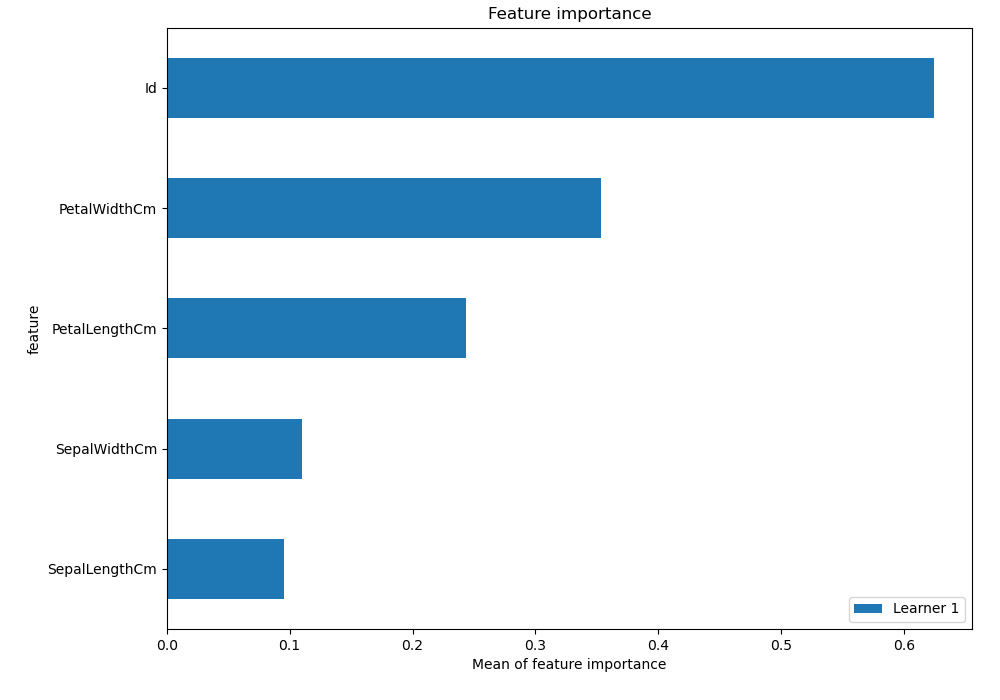 Feature importance
Id
PetalWidthCm
PetalLengthCm
SepalWidthCm
SepalLengthCm
feature
Learner 1
0.0 0.1 0.2 0.3 0.4 0.5 0.6
Mean of feature importance